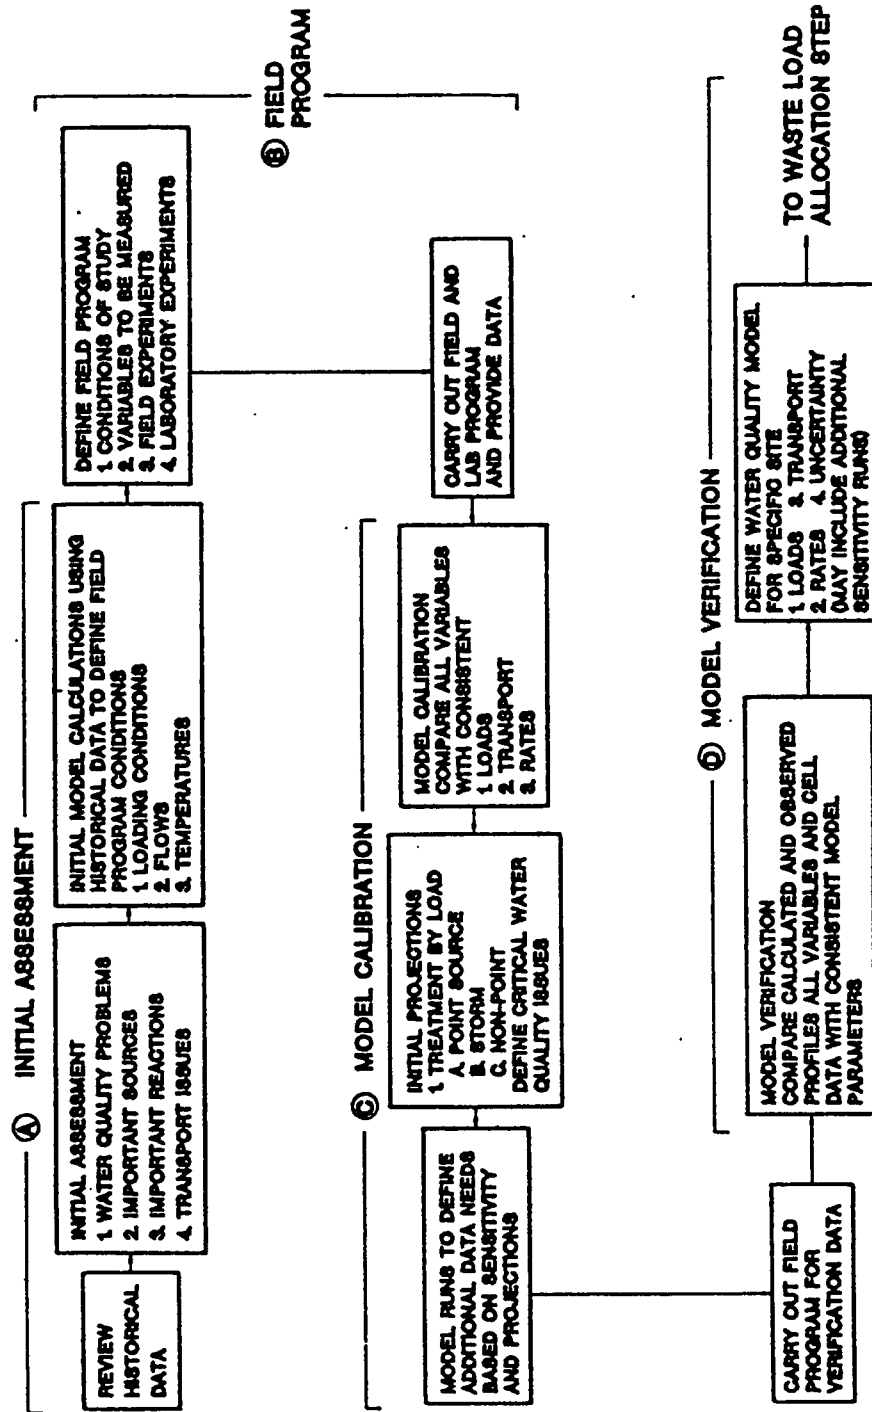 Ⓐ INITIAL ASSESSMENT
REVIEW
HISTORICAL
DATA
INITIAL ASSESSMENT
1. WATER QUALITY PROBLEMS
2. IMPORTANT SOURCES
3. IMPORTANT REACTIONS
4. TRANSPORT ISSUES
INITIAL MODEL CALCULATIONS USING
HISTORICAL DATA TO DEFINE FIELD
PROGRAM CONDITIONS
1. LOADING CONDITIONS
2. FLOWS
3. TEMPERATURES
DEFINE FIELD PROGRAM
1. CONDITIONS OF STUDY
2. VARIABLES TO BE MEASURED
3. FIELD EXPERIMENTS
4. LABORATORY EXPERIMENTS
Ⓑ FIELD
PROGRAM
CARRY OUT FIELD AND
LAB PROGRAM
AND PROVIDE DATA
Ⓒ MODEL CALIBRATION
MODEL CALIBRATION
COMPARE ALL VARIABLES
WITH CONSISTENT
1. LOADS
2. TRANSPORT
3. RATES
INITIAL PROJECTIONS
1. TREATMENT BY LOAD
A. POINT SOURCE
B. STORM
C. NON-POINT
DEFINE CRITICAL WATER
QUALITY ISSUES
MODEL RUNS TO DEFINE
ADDITIONAL DATA NEEDS
BASED ON SENSITIVITY
AND PROJECTIONS
CARRY OUT FIELD
PROGRAM FOR
VERIFICATION DATA
Ⓓ MODEL VERIFICATION
MODEL VERIFICATION
COMPARE CALCULATED AND OBSERVED
PROFILES ALL VARIABLES AND CELL
DATA WITH CONSISTENT MODEL
PARAMETERS
DEFINE WATER QUALITY MODEL
FOR SPECIFIC SITE
1. LOADS 3. TRANSPORT
2. RATES 4. UNCERTAINTY
(MAY INCLUDE ADDITIONAL
SENSITIVITY RUNS)
TO WASTE LOAD
ALLOCATION STEP